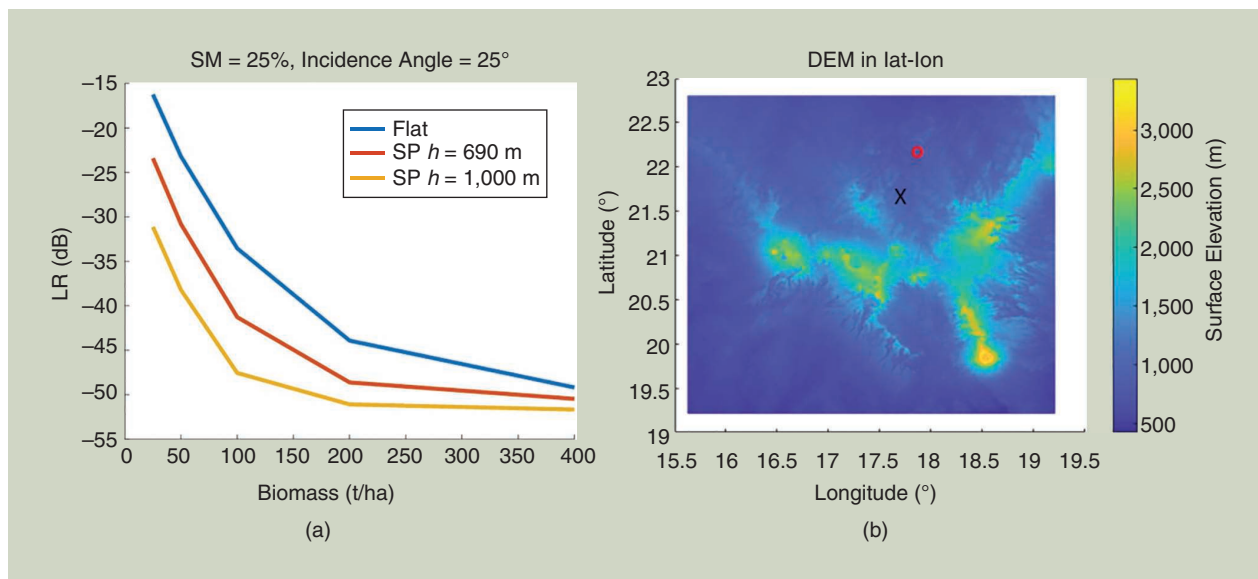 SM = 25%, Incidence Angle = 25°
–15
–20
–25
–30
–35
–40
–45
–50
–55
LR (dB)
Flat
SP h = 690 m
SP h = 1,000 m
0 50 100 150 200 250 300 350 400
Biomass (t/ha)
(a)
DEM in lat-lon
23
22.5
22
21.5
21
20.5
20
19.5
19
Latitude (°)
X
15.5 16 16.5 17 17.5 18 18.5 19 19.5
Longitude (°)
(b)
3,000
2,500
2,000
1,500
1,000
500
Surface Elevation (m)